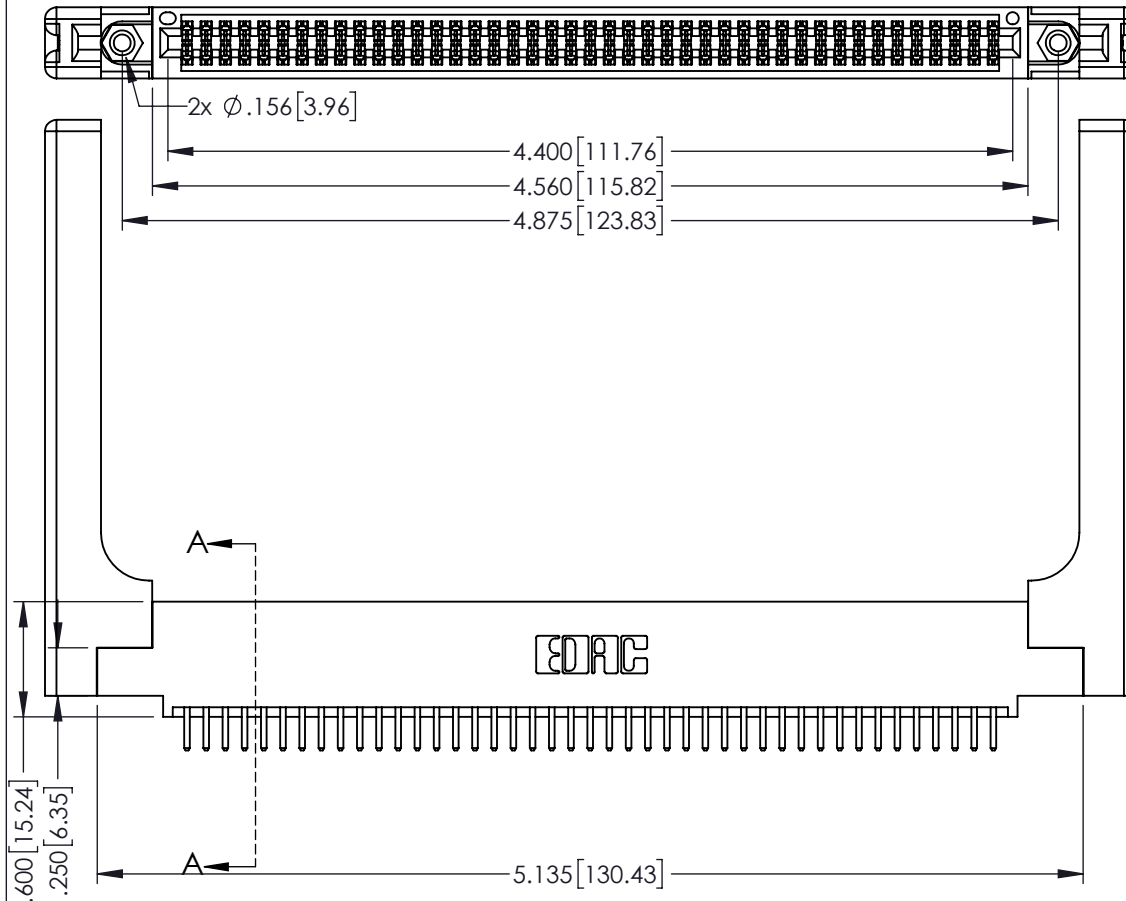 2x Ø.156[3.96]
4.400[111.76]
4.560[115.82]
4.875[123.83]
A
EDAC
.600[15.24]
.250[6.35]
A
5.135[130.43]